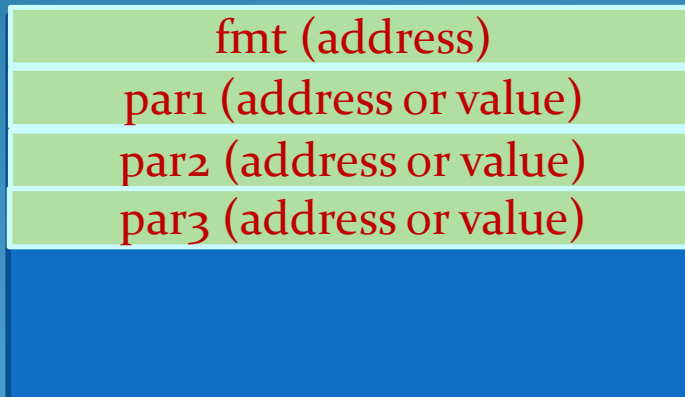 fmt (address)
par1 (address or value)
par2 (address or value)
par3 (address or value)